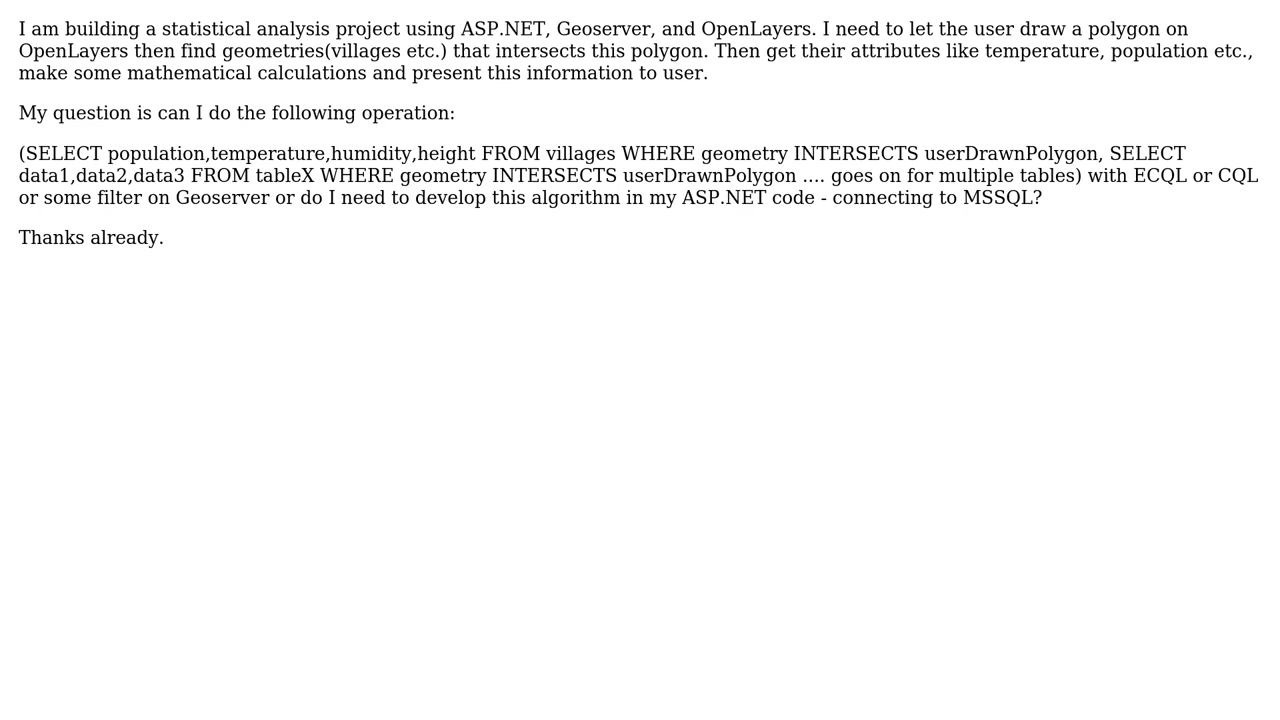 I am building a statistical analysis project using ASP.NET, Geoserver, and OpenLayers. I need to let the user draw a polygon on
OpenLayers then find geometries(villages etc.) that intersects this polygon. Then get their attributes like temperature, population etc.,
make some mathematical calculations and present this information to user.
My question is can I do the following operation:
(SELECT population,temperature,humidity,height FROM villages WHERE geometry INTERSECTS userDrawnPolygon, SELECT
data1,data2,data3 FROM tableX WHERE geometry INTERSECTS userDrawnPolygon .... goes on for multiple tables) with ECQL or CQL
or some filter on Geoserver or do I need to develop this algorithm in my ASP.NET code - connecting to MSSQL?
Thanks already.